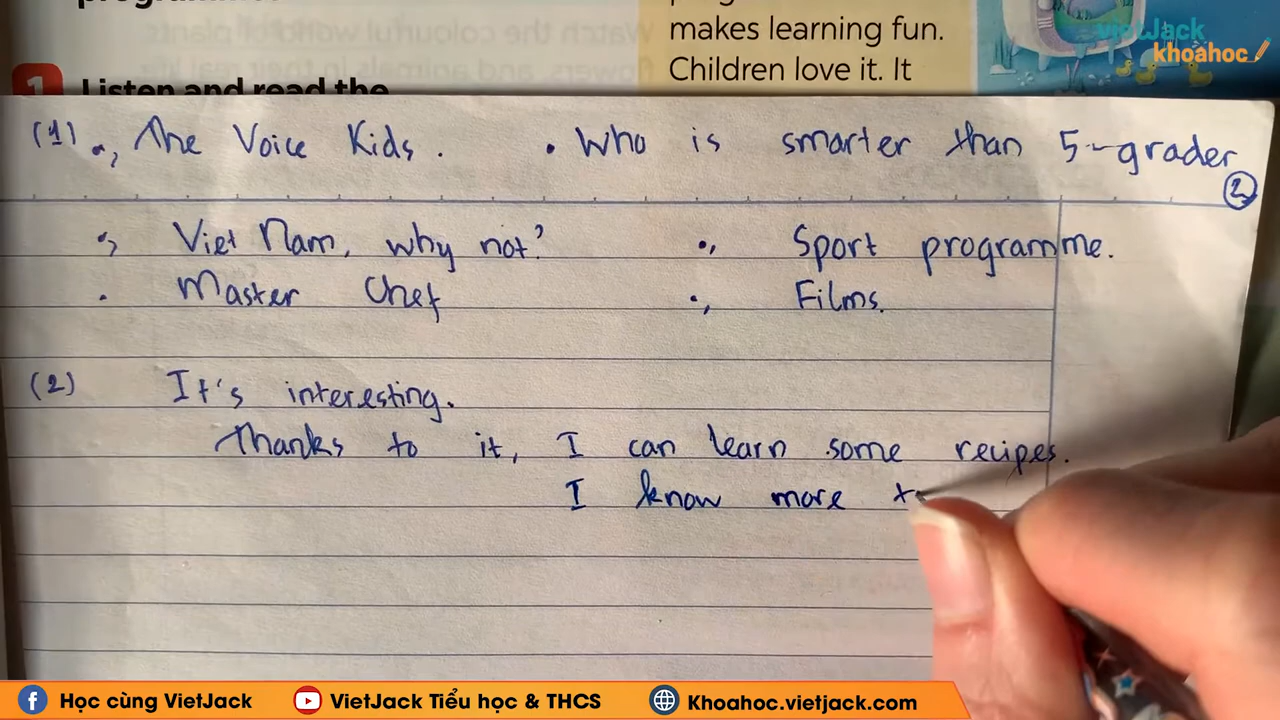 makes learning fun.
Children love it. It
vietJack
khoahoc
1 Listen and read the
(1) The Voice Kids. • Who is smarter than 5-grader
2
Viet Nam, why not? Sport programme.
Master Chef Films.
(2) It's interesting.
Thanks to it, I can learn some recipes.
I know more
Học cùng VietJack VietJack Tiểu học & THCS Khoahoc.vietjack.com